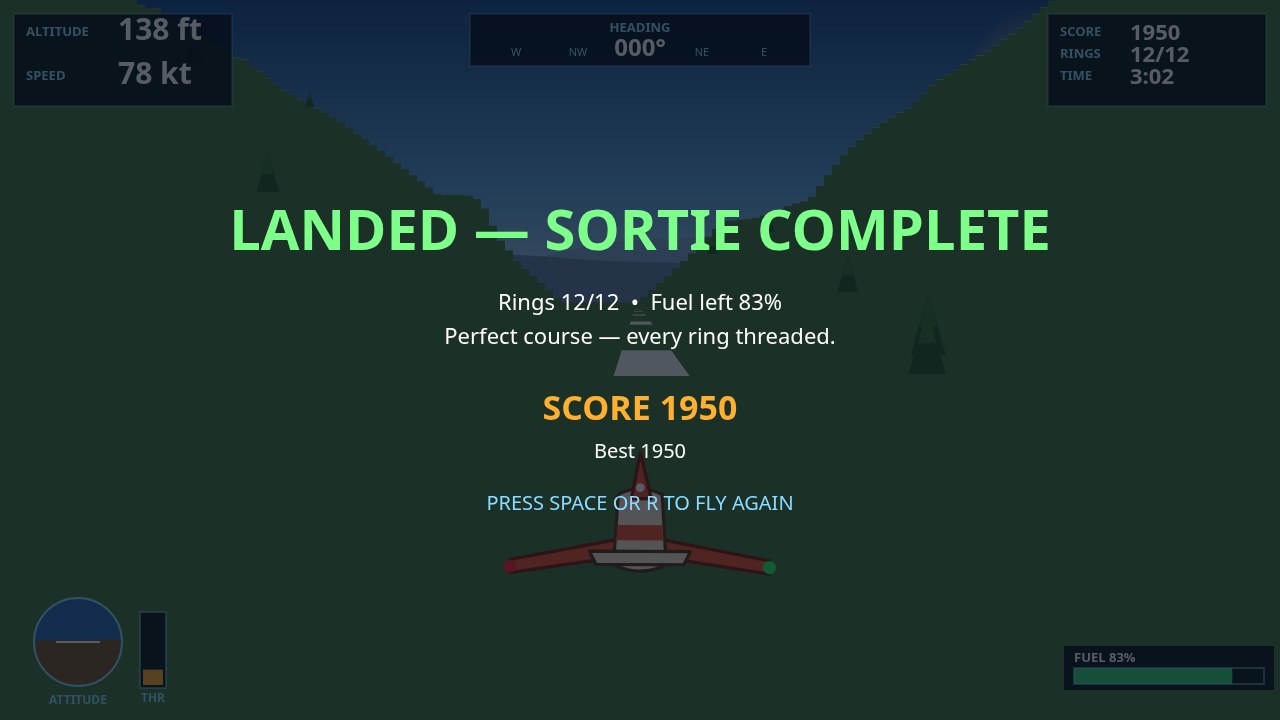 ALTITUDE 138 ft
SPEED 78 kt
HEADING
000°
W NW NE E
SCORE 1950
RINGS 12/12
TIME 3:02
LANDED — SORTIE COMPLETE
Rings 12/12 • Fuel left 83%
Perfect course — every ring threaded.
SCORE 1950
Best 1950
PRESS SPACE OR R TO FLY AGAIN
ATTITUDE
THR
FUEL 83%